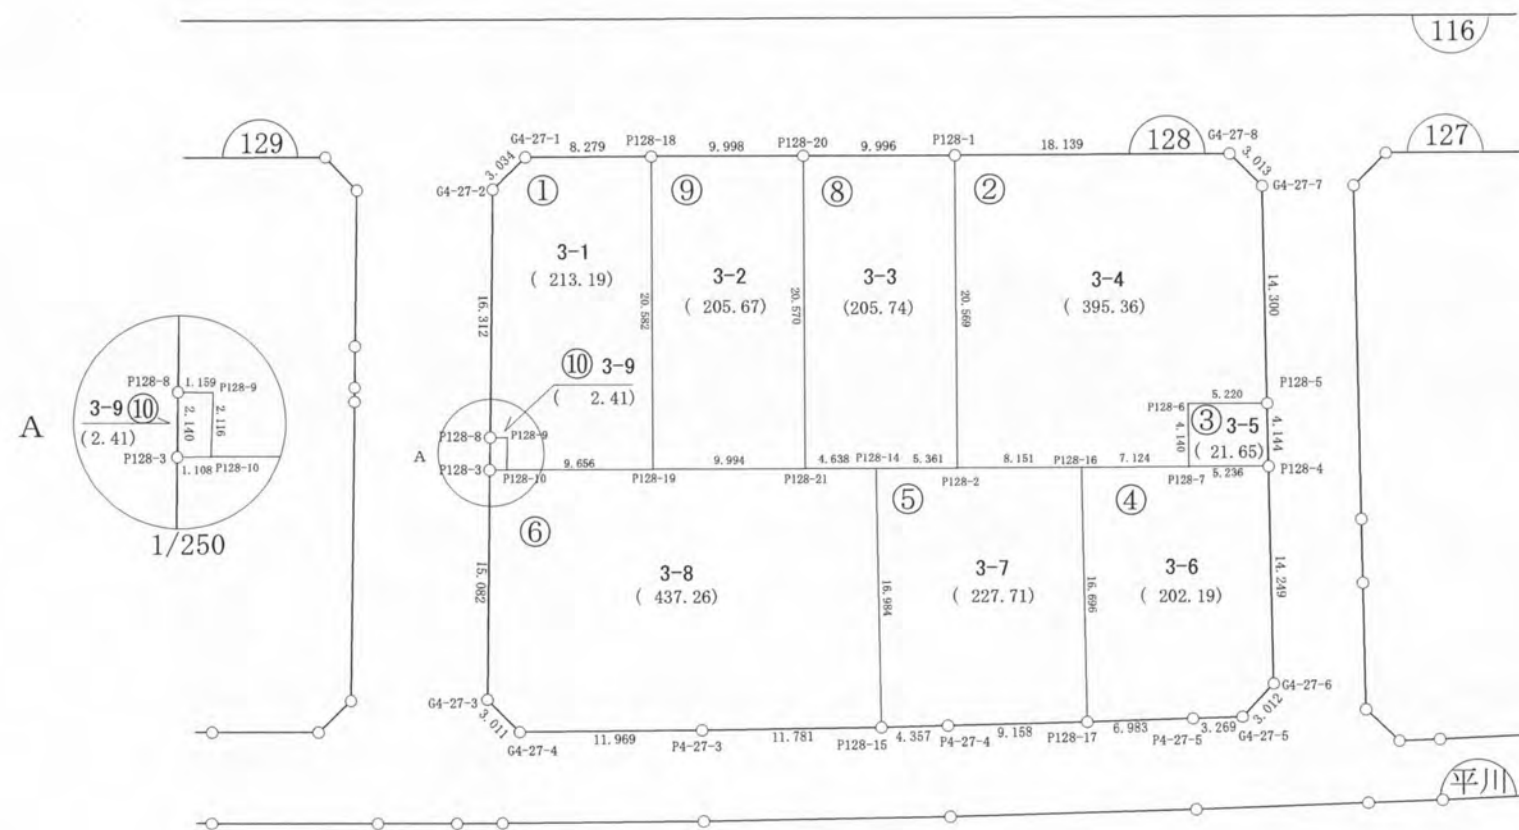 116
129
128
127
G4-27-1
8.279
P128-18
9.998
P128-20
9.996
P128-1
18.139
G4-27-8
3.034
3.013
G4-27-2
G4-27-7
①
⑨
⑧
②
3-1
( 213.19)
3-2
( 205.67)
3-3
(205.74)
3-4
( 395.36)
16.312
20.582
20.570
20.569
14.300
⑩ 3-9
( 2.41)
P128-8
1.159
P128-9
3-9 ⑩
(2.41)
2.140
2.116
P128-3
1.108
P128-10
A
1/250
A
P128-8
P128-9
P128-3
P128-10
9.656
P128-19
9.994
P128-21
4.638
P128-14
5.361
P128-2
8.151
P128-16
7.124
P128-7
5.236
P128-4
P128-5
5.220
P128-6
③ 3-5
( 21.65)
4.140
4.144
⑥
⑤
④
3-8
( 437.26)
3-7
( 227.71)
3-6
( 202.19)
15.082
16.984
16.696
14.249
G4-27-3
3.011
G4-27-4
11.969
P4-27-3
11.781
P128-15
4.357
P4-27-4
9.158
P128-17
6.983
P4-27-5
3.269
G4-27-5
3.012
G4-27-6
平川